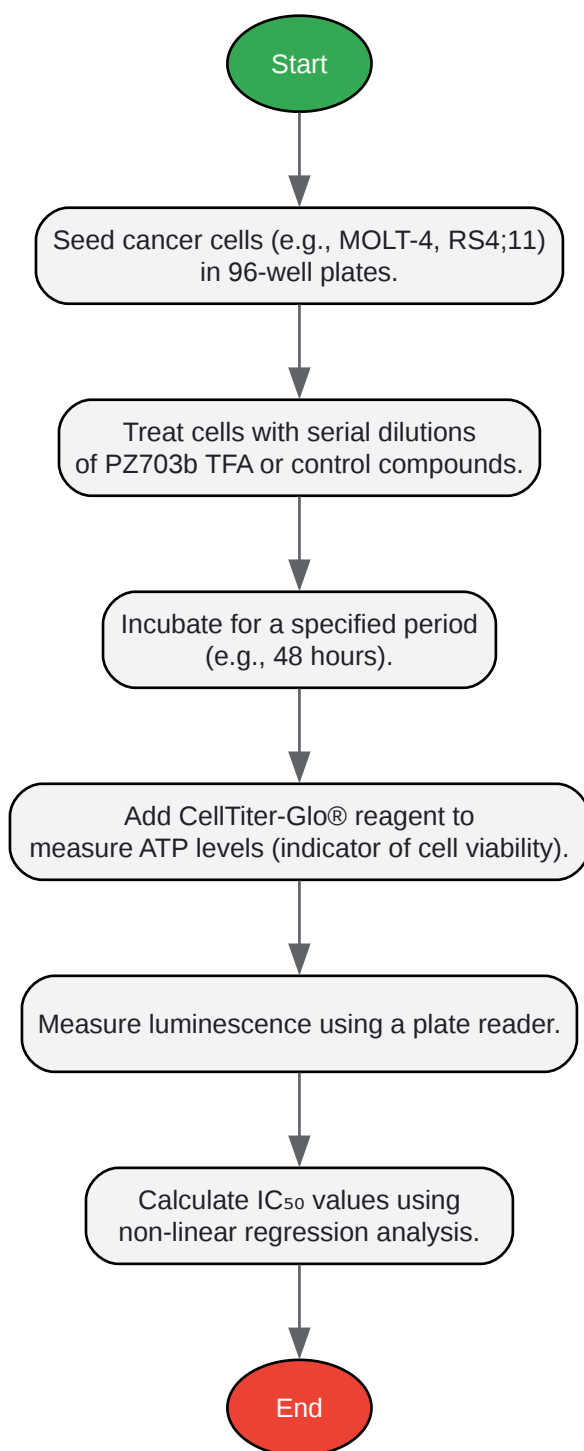 Start
Seed cancer cells (e.g., MOLT-4, RS4;11)
in 96-well plates.
Treat cells with serial dilutions
of PZ703b TFA or control compounds.
Incubate for a specified period
(e.g., 48 hours).
Add CellTiter-Glo® reagent to
measure ATP levels (indicator of cell viability).
Measure luminescence using a plate reader.
Calculate IC₅₀ values using
non-linear regression analysis.
End